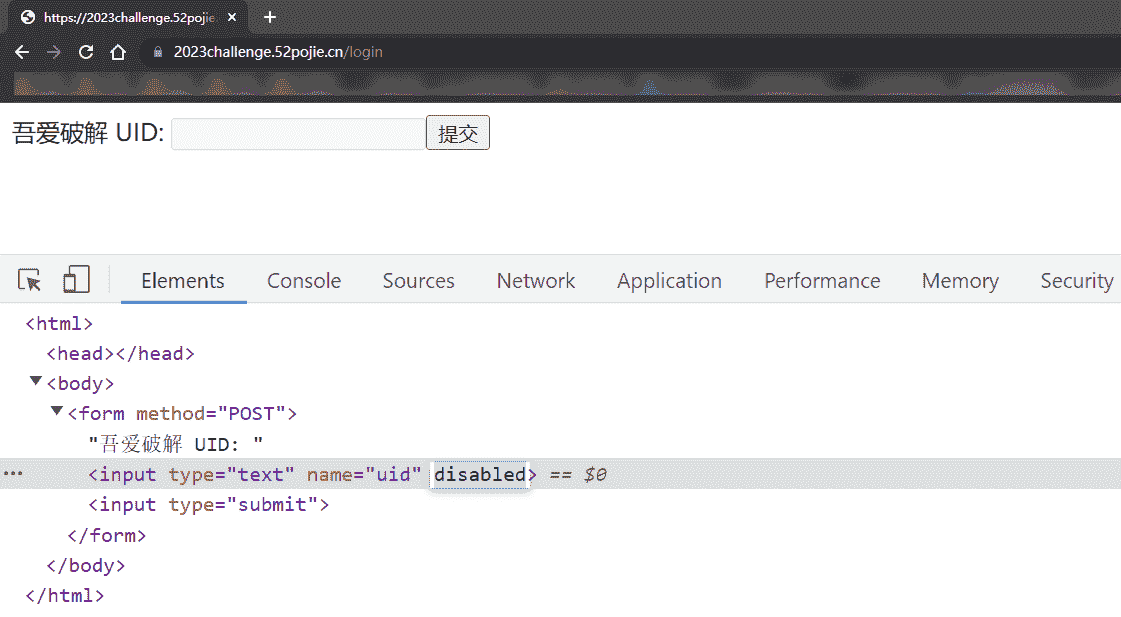 https://2023challenge.52pojie.
2023challenge.52pojie.cn/login
吾爱破解 UID: 提交
Elements Console Sources Network Application Performance Memory Security
<html>
<head></head>
<body>
<form method="POST">
"吾爱破解 UID: "
<input type="text" name="uid" disabled> == $0
<input type="submit">
</form>
</body>
</html>